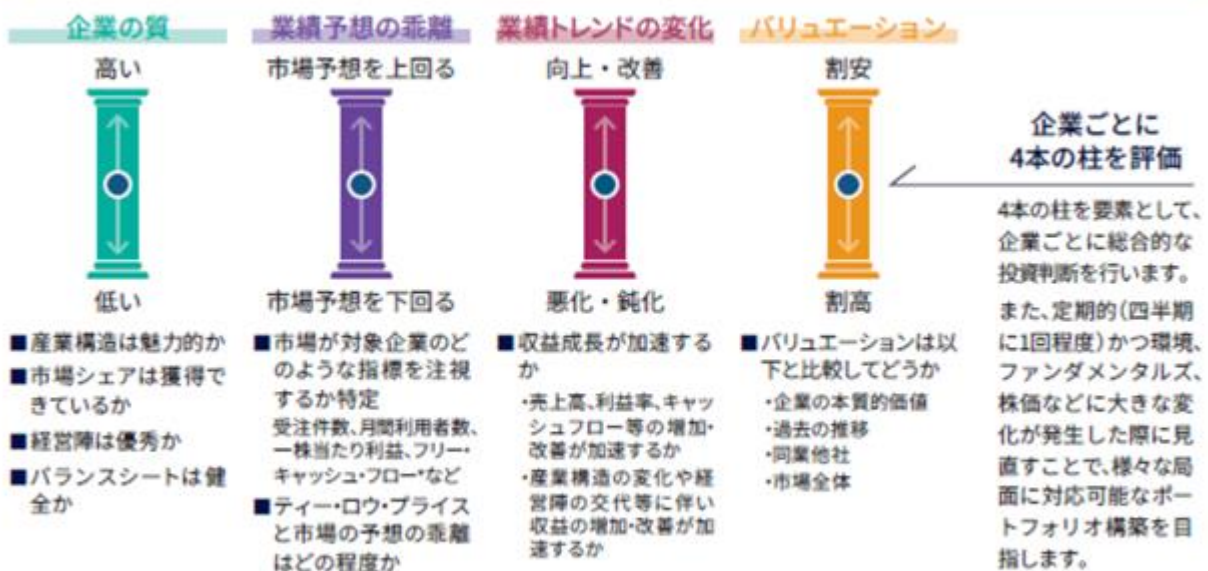 企業の質
高い
低い
■産業構造は魅力的か
■市場シェアは獲得で
きているか
■経営陣は優秀か
■バランスシートは健
全か
業績予想の乖離
市場予想を上回る
市場予想を下回る
■市場が対象企業のど
のような指標を注視
するか特定
受注件数、月間利用者数、
一株当たり利益、フリー・
キャッシュ・フロー*など
■ティー・ロウ・プライス
と市場の予想の乖離
はどの程度か
業績トレンドの変化
向上・改善
悪化・鈍化
■収益成長が加速する
か
・売上高、利益率、キャッ
シュフロー等の増加・
改善が加速するか
・産業構造の変化や経
営陣の交代等に伴い
収益の増加・改善が加
速するか
バリュエーション
割安
割高
■バリュエーションは以
下と比較してどうか
・企業の本質的価値
・過去の推移
・同業他社
・市場全体
企業ごとに
4本の柱を評価
4本の柱を要素として、
企業ごとに総合的な
投資判断を行います。
また、定期的(四半期
に1回程度)かつ環境、
ファンダメンタルズ、
株価などに大きな変
化が発生した際に見
直すことで、様々な局
面に対応可能なポー
トフォリオ構築を目
指します。